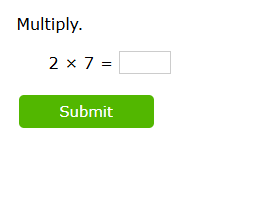 Multiply.
2 × 7 =
Submit